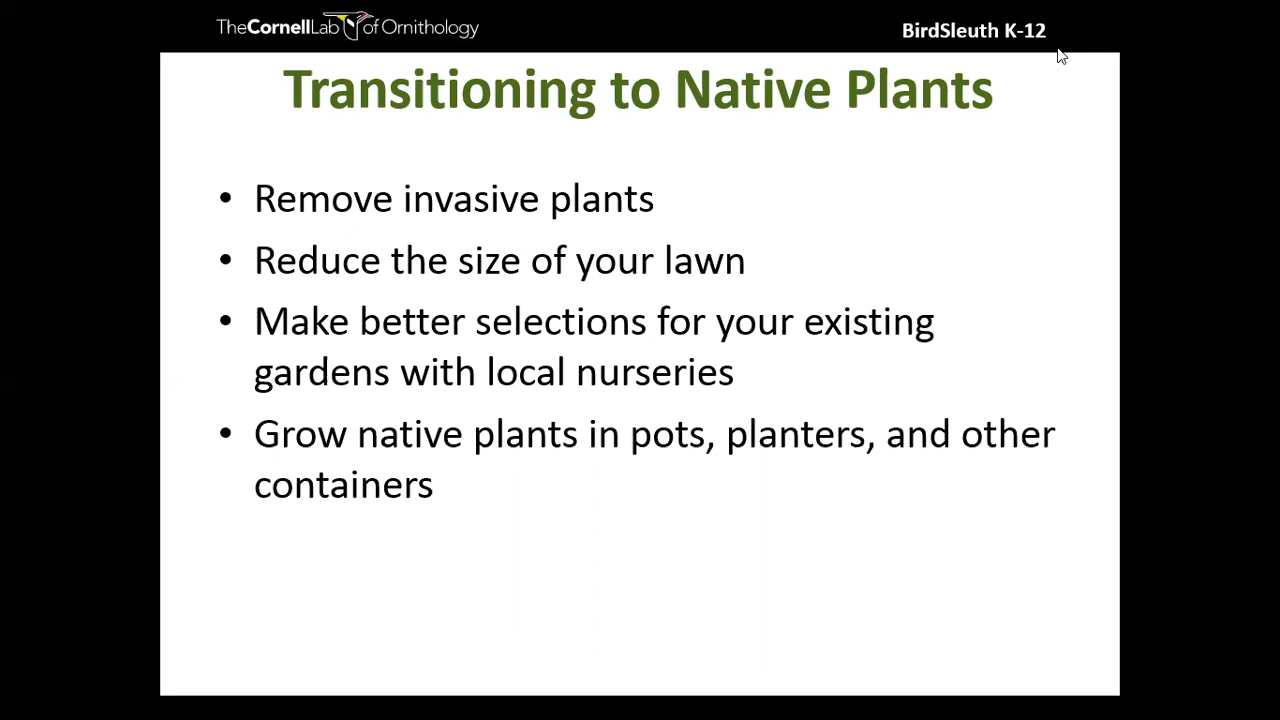 TheCornellLab of Ornithology
BirdSleuth K-12
Transitioning to Native Plants
• Remove invasive plants
• Reduce the size of your lawn
• Make better selections for your existing
gardens with local nurseries
• Grow native plants in pots, planters, and other
containers